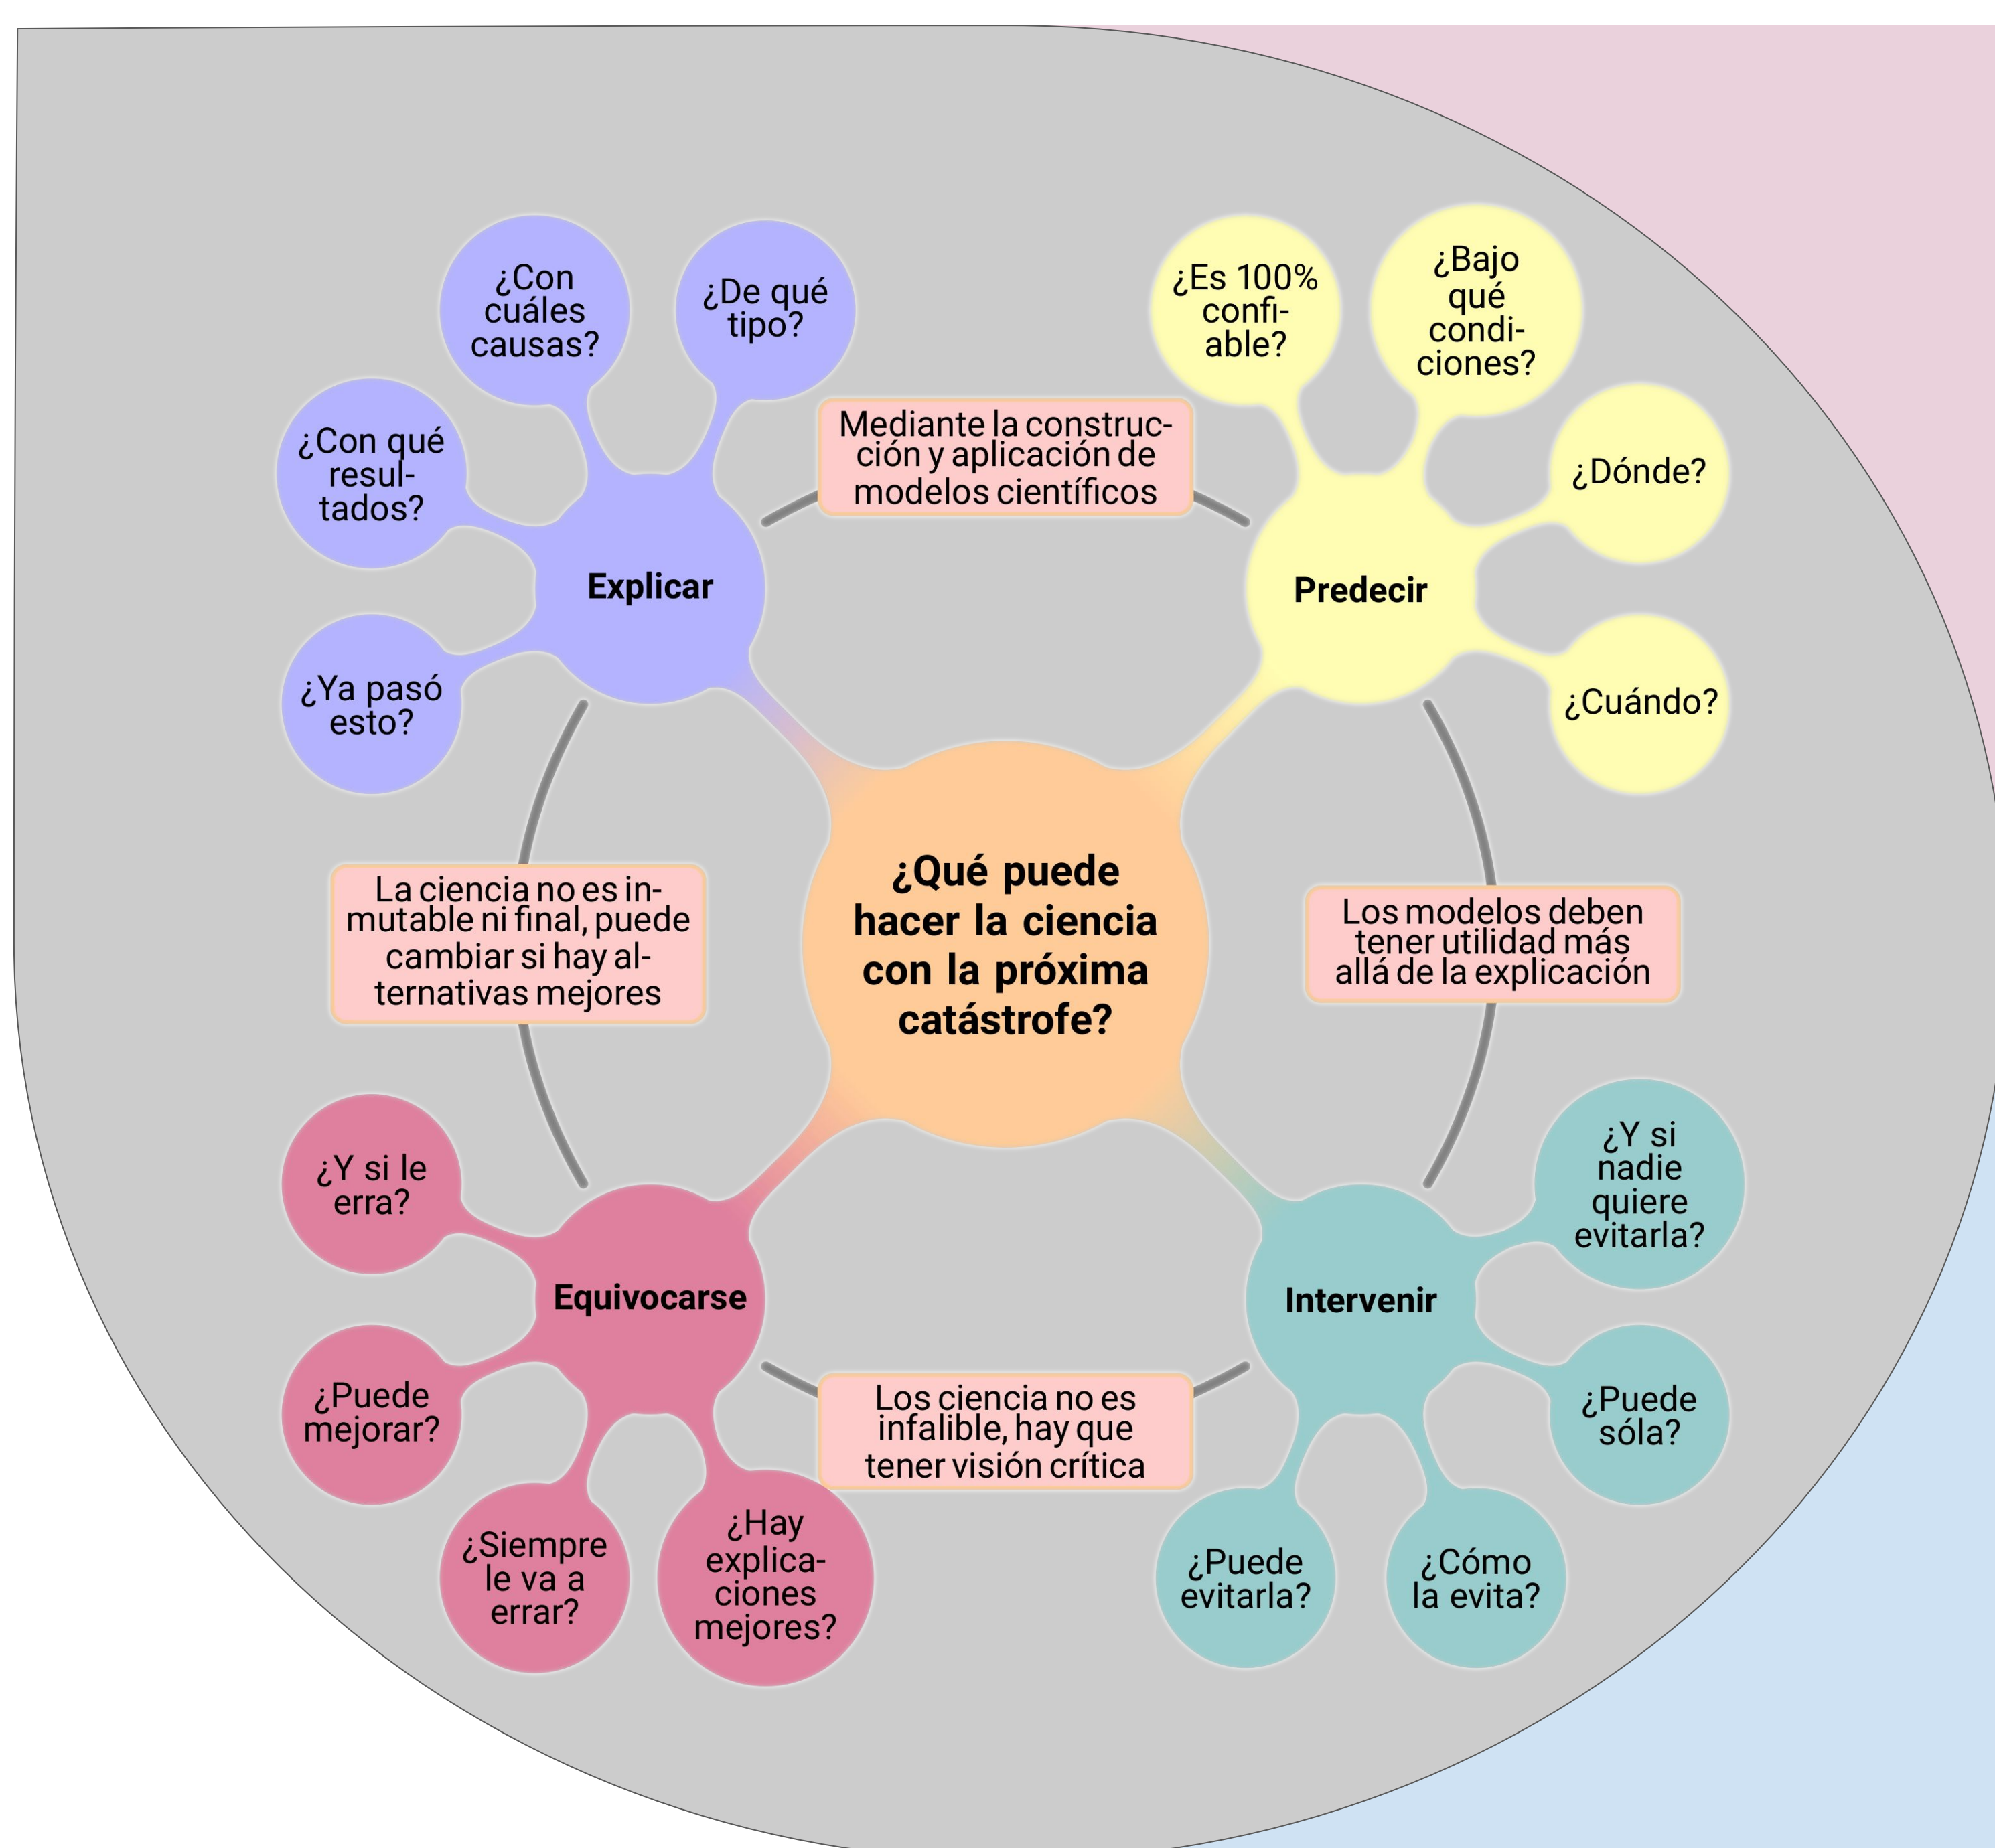 ¿Qué puede
hacer la ciencia
con la próxima
catástrofe?
Explicar
¿Ya pasó
esto?
¿Con qué
resul-
tados?
¿Con
cuáles
causas?
¿De qué
tipo?
Mediante la construc-
ción y aplicación de
modelos científicos
Predecir
¿Es 100%
confi-
able?
¿Bajo
qué
condi-
ciones?
¿Dónde?
¿Cuándo?
Los modelos deben
tener utilidad más
allá de la explicación
Intervenir
¿Y si
nadie
quiere
evitarla?
¿Puede
sóla?
¿Cómo
la evita?
¿Puede
evitarla?
Los ciencia no es
infalible, hay que
tener visión crítica
Equivocarse
¿Hay
explica-
ciones
mejores?
¿Siempre
le va a
errar?
¿Puede
mejorar?
¿Y si le
erra?
La ciencia no es in-
mutable ni final, puede
cambiar si hay al-
ternativas mejores